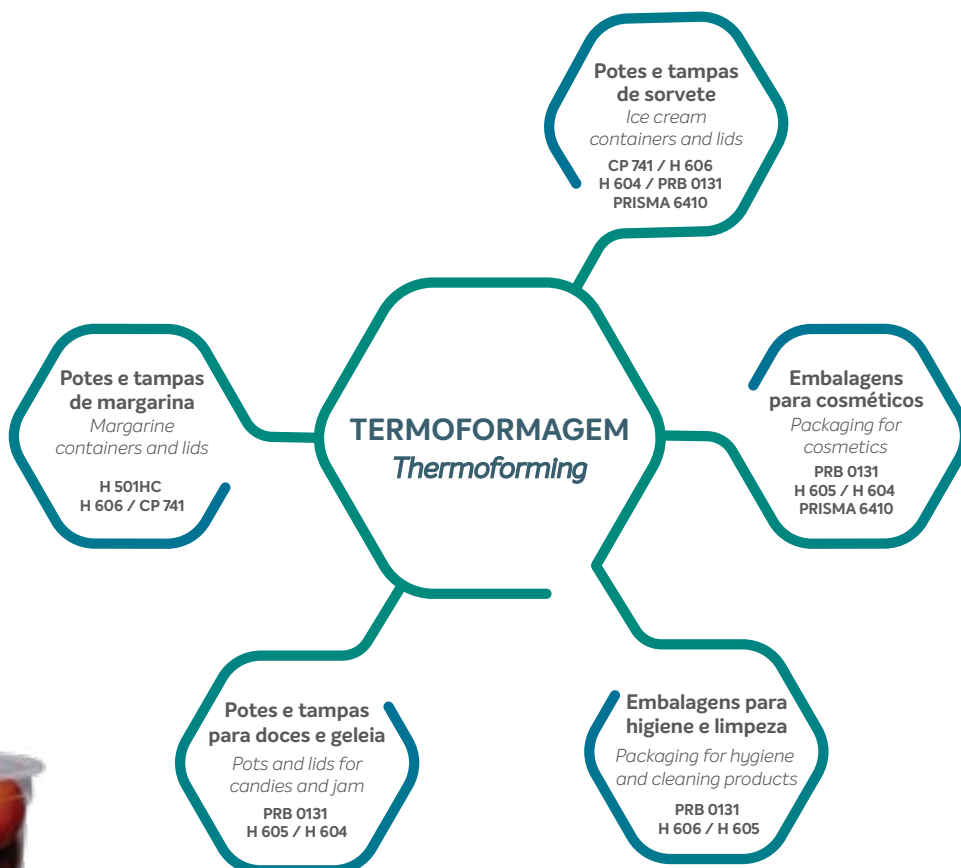 Potes e tampas
de sorvete
Ice cream
containers and lids
CP 741 / H 606
H 604 / PRB 0131
PRISMA 6410
Potes e tampas
de margarina
Margarine
containers and lids
H 501HC
H 606 / CP 741
TERMOFORMAGEM
Thermoforming
Embalagens
para cosméticos
Packaging for
cosmetics
PRB 0131
H 605 / H 604
PRISMA 6410
Potes e tampas
para doces e geleia
Pots and lids for
candies and jam
PRB 0131
H 605 / H 604
Embalagens para
higiene e limpeza
Packaging for hygiene
and cleaning products
PRB 0131
H 606 / H 605